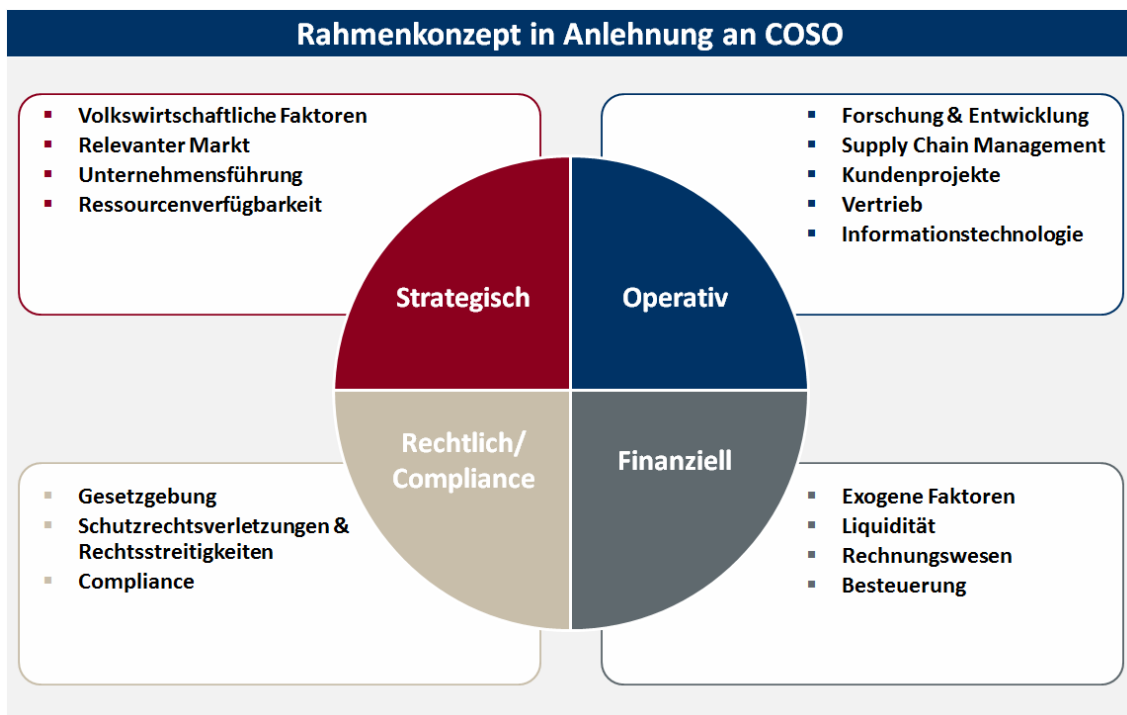 Rahmenkonzept in Anlehnung an COSO
Volkswirtschaftliche Faktoren
Relevanter Markt
Unternehmensführung
Ressourcenverfügbarkeit
Forschung & Entwicklung
Supply Chain Management
Kundenprojekte
Vertrieb
Informationstechnologie
Strategisch
Operativ
Rechtlich/
Compliance
Finanziell
Gesetzgebung
Schutzrechtsverletzungen &
Rechtsstreitigkeiten
Compliance
Exogene Faktoren
Liquidität
Rechnungswesen
Besteuerung